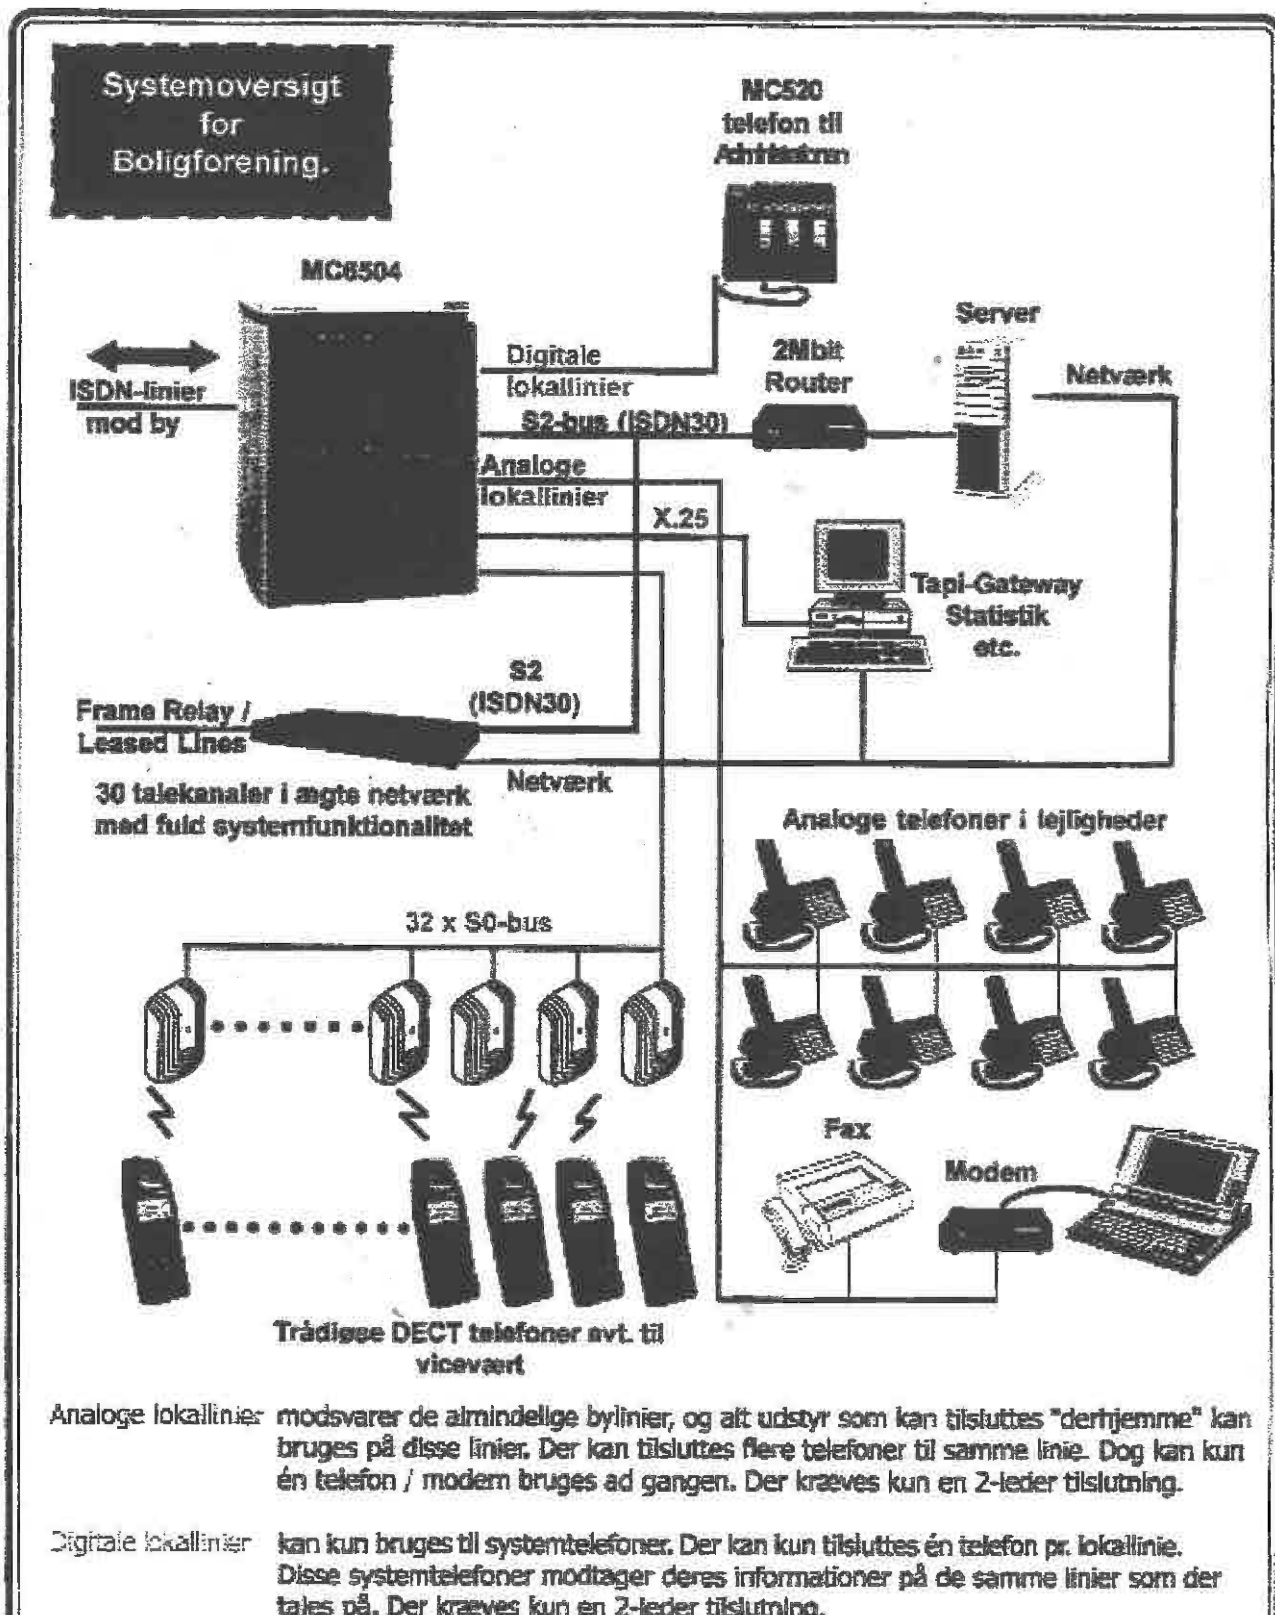 Systemoversigt
for
Boligforening.
MC520
telefon til
MC6504
ISDN-linier
mod by
Digitale
lokallinier
S2-bus (ISDN30)
Analoge
lokallinier
X.25
2Mbit
Router
Server
Netværk
Tapi-Gateway
Statistik
etc.
S2
(ISDN30)
Frame Relay /
Leased Lines
Netværk
30 talekanaler i ægte netværk
med fuld systemfunktionalitet
Analoge telefoner i lejligheder
32 x S0-bus
Fax
Modem
Trådløse DECT telefoner evt. til
vicevært
Analoge lokallinier modsvarer de almindelige bylinier, og alt udstyr som kan tilsluttes "derhjemme" kan
bruges på disse linier. Der kan tilsluttes flere telefoner til samme linie. Dog kan kun
én telefon / modem bruges ad gangen. Der kræves kun en 2-leder tilslutning.
Digitale lokallinier kan kun bruges til systemtelefoner. Der kan kun tilsluttes én telefon pr. lokallinie.
Disse systemtelefoner modtager deres informationer på de samme linier som der
tales på. Der kræves kun en 2-leder tilslutning.